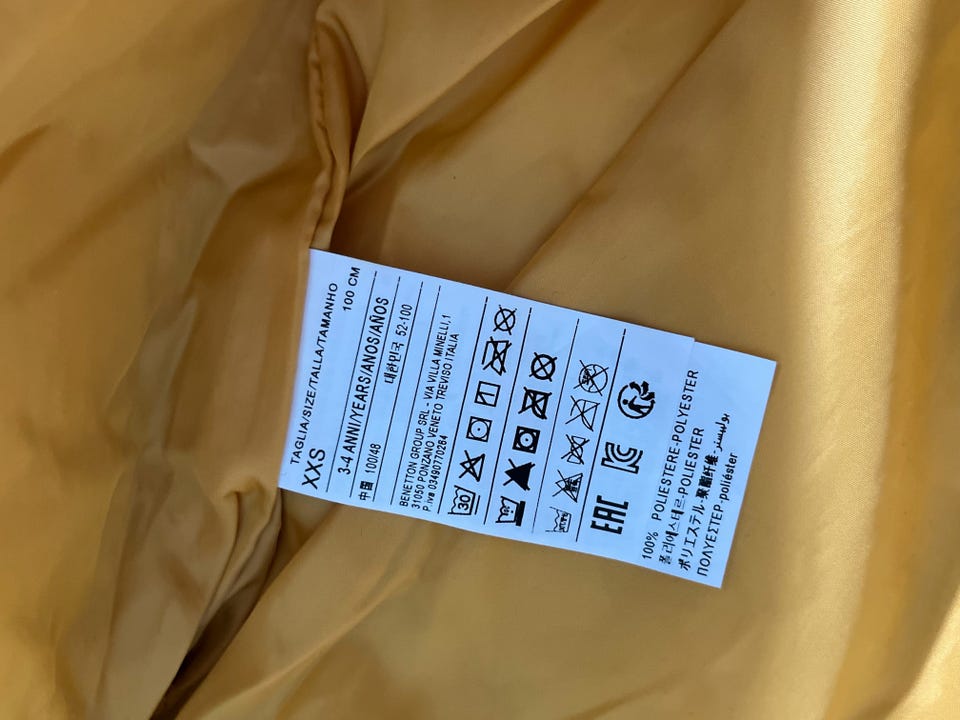 TAGLIA/SIZE/TALLA/TAMANHO
XXS 100 CM
3-4 ANNI/YEARS/ANOS/AÑOS
中国 100/48 대한민국 52-100
BENETTON GROUP SRL - VIA VILLA MINELLI,1
31050 PONZANO VENETO TREVISO ITALIA
P.iva 03490770264
30
EAC
100% POLIESTERE-POLYESTER
폴리에스테르-POLIESTER
ポリエステル-聚酯纤维-بوليستر
ΠΟΛΥΕΣΤΕΡ-poliéster